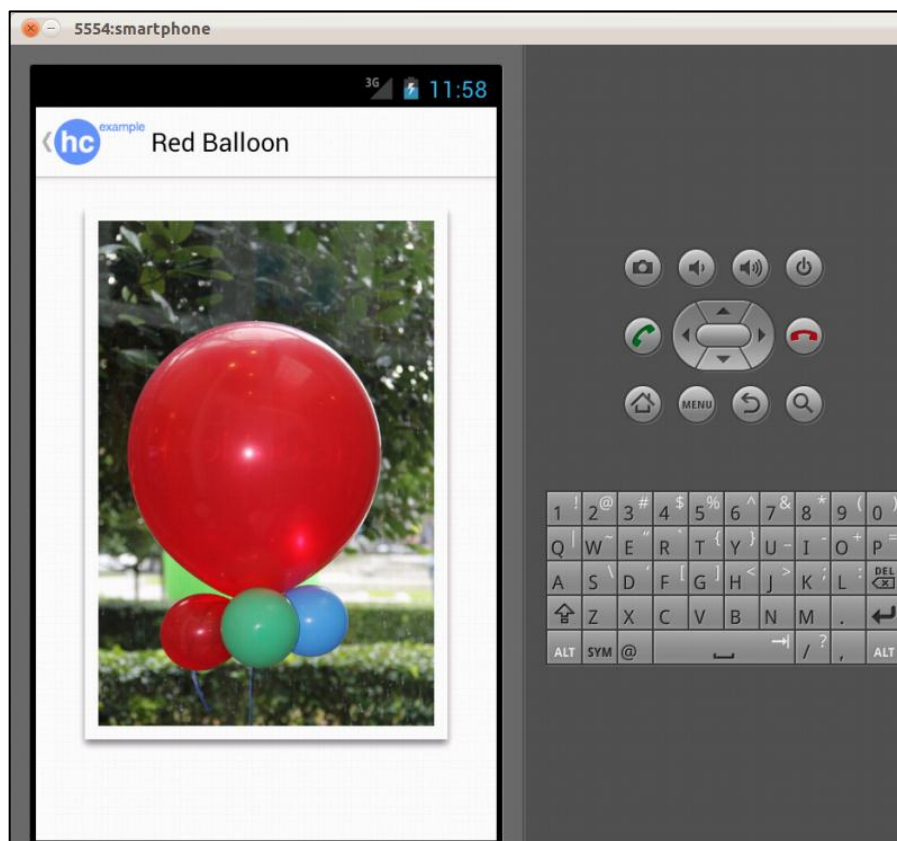 5554:smartphone
3G 11:58
hc example Red Balloon
MENU
1 ! 2 @ 3 # 4 $ 5 % 6 ^ 7 & 8 * 9 ( 0 )
Q | W ~ E " R ` T { Y } U _ I - O + P =
A S \ D ' F [ G ] H < J > K ; L : DEL
Z X C V B N M .
ALT SYM @ / ? , ALT